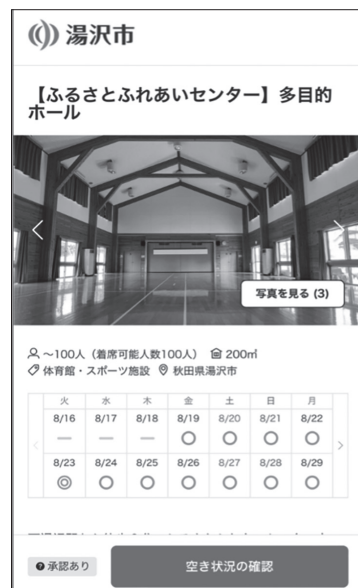 湯沢市
【ふるさとふれあいセンター】多目的
ホール
写真を見る (3)
〜100人（着席可能人数100人） 200㎡
体育館・スポーツ施設 秋田県湯沢市
火 水 木 金 土 日 月
8/16 8/17 8/18 8/19 8/20 8/21 8/22
8/23 8/24 8/25 8/26 8/27 8/28 8/29
承認あり 空き状況の確認